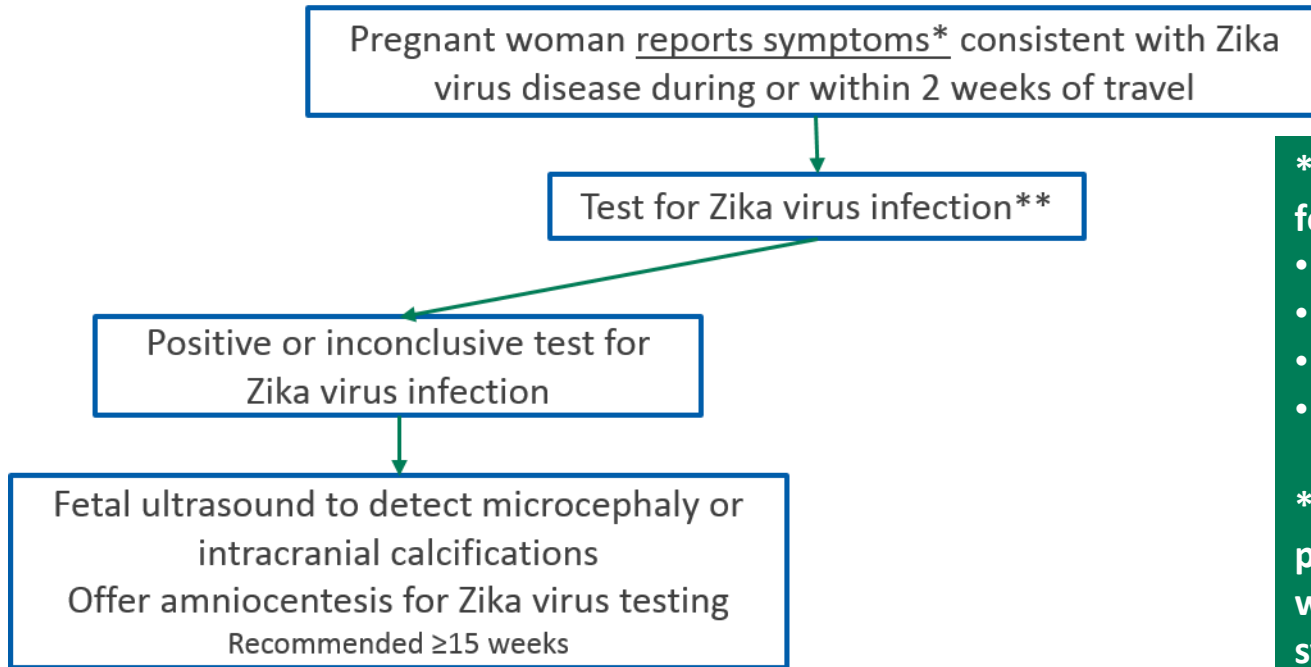 Pregnant woman reports symptoms* consistent with Zika
virus disease during or within 2 weeks of travel
Test for Zika virus infection**
Positive or inconclusive test for
Zika virus infection
Fetal ultrasound to detect microcephaly or
intracranial calcifications
Offer amniocentesis for Zika virus testing
Recommended ≥15 weeks
*
•
•
•
•
*